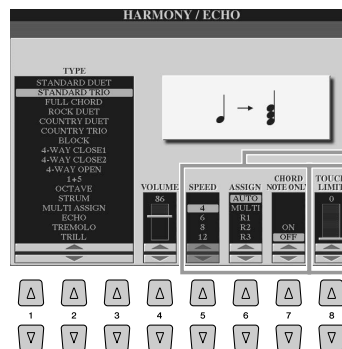 HARMONY / ECHO
TYPE
STANDARD DUET
STANDARD TRIO
FULL CHORD
ROCK DUET
COUNTRY DUET
COUNTRY TRIO
BLOCK
4-WAY CLOSE1
4-WAY CLOSE2
4-WAY OPEN
1+5
OCTAVE
STRUM
MULTI ASSIGN
ECHO
TREMOLO
TRILL
VOLUME
86
SPEED
4
6
8
12
ASSIGN
AUTO
MULTI
R1
R2
R3
CHORD
NOTE ONLY
ON
OFF
TOUCH
LIMIT
0
1 2 3 4 5 6 7 8